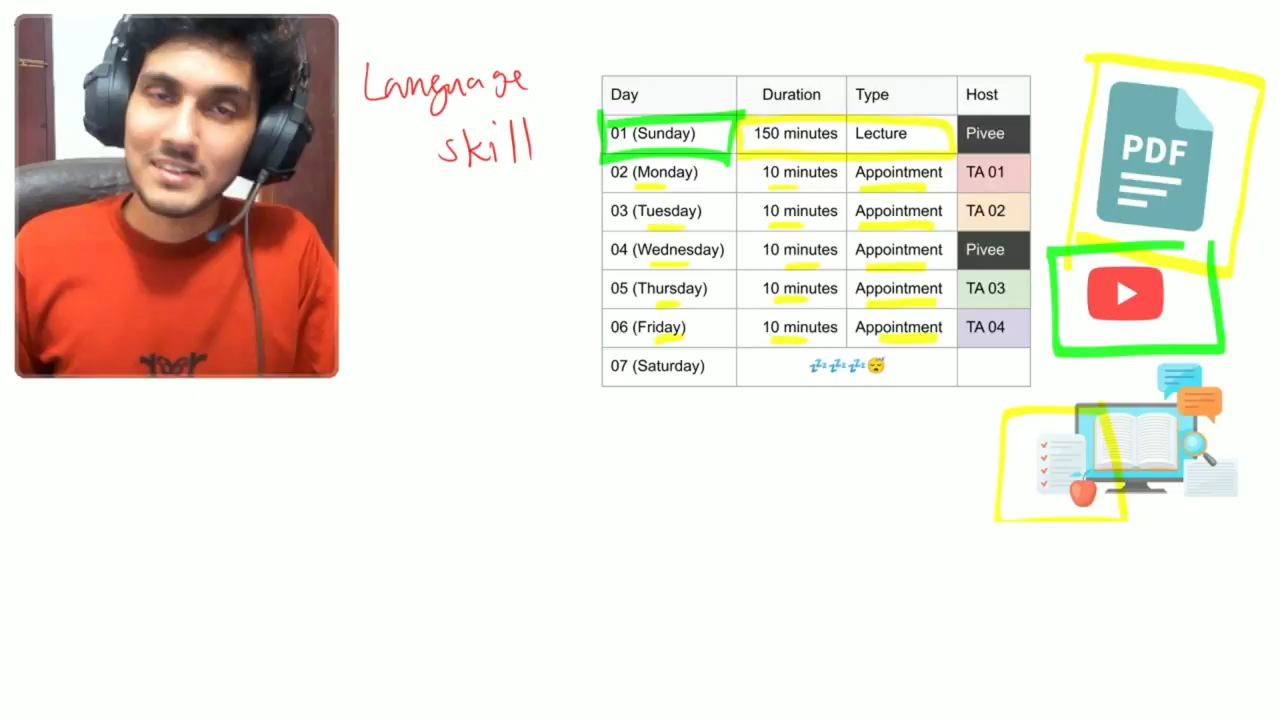 Language
skill
Day Duration Type Host
01 (Sunday) 150 minutes Lecture Pivee
02 (Monday) 10 minutes Appointment TA 01
03 (Tuesday) 10 minutes Appointment TA 02
04 (Wednesday) 10 minutes Appointment Pivee
05 (Thursday) 10 minutes Appointment TA 03
06 (Friday) 10 minutes Appointment TA 04
07 (Saturday) 💤💤💤😴
PDF